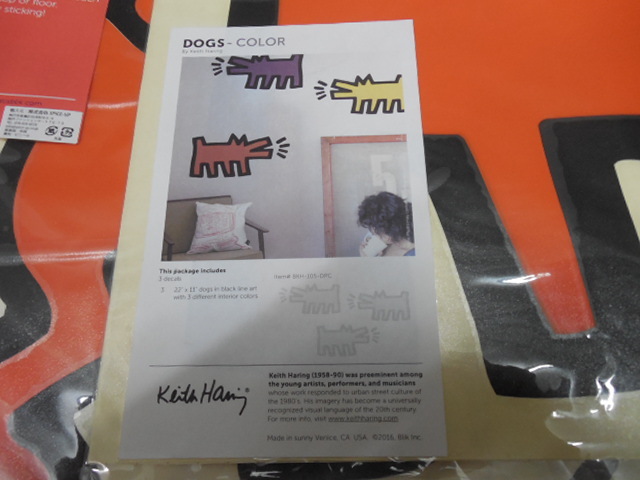 or floor.
sticking!
DOGS - COLOR
By Keith Haring
This package includes
3 decals
3 22" x 11" dogs in black line art
with 3 different interior colors
Keith Haring (1958-90) was preeminent among
the young artists, performers, and musicians
whose work responded to urban street culture of
the 1980's. His imagery has become a universally
recognized visual language of the 20th century.
For more info, visit www.keithharing.com
Keith Haring ®
Made in sunny Venice, CA USA. ©2016, Blik Inc.